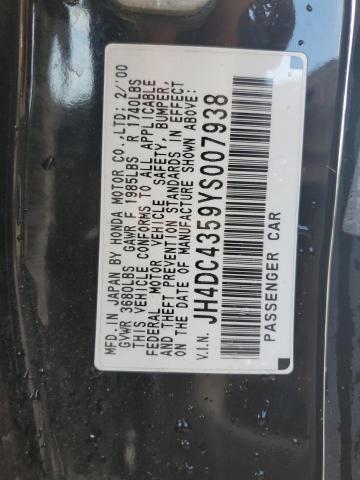 MFD. IN JAPAN BY HONDA MOTOR CO.,LTD; 2/'00
GVWR 3680LBS GAWR F 1985LBS R 1740LBS
THIS VEHICLE CONFORMS TO ALL APPLICABLE
FEDERAL MOTOR VEHICLE SAFETY, BUMPER,
AND THEFT PREVENTION STANDARDS IN EFFECT
ON THE DATE OF MANUFACTURE SHOWN ABOVE:
V.I.N. JH4DC4359YS007938
PASSENGER CAR